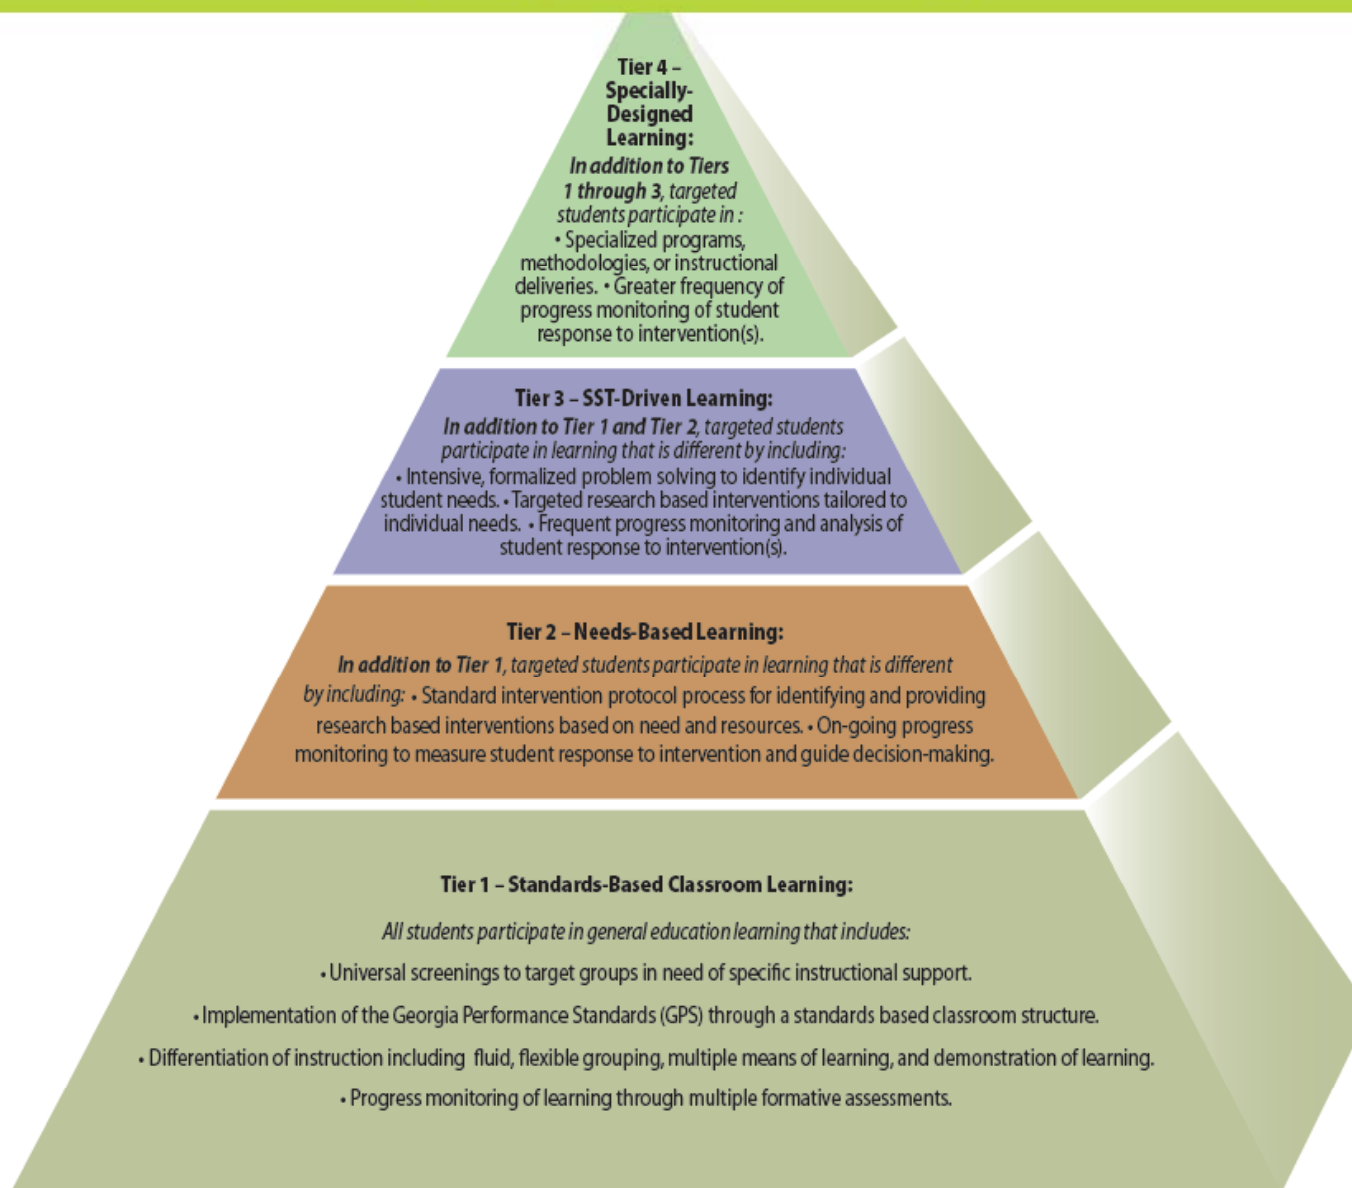 Tier 4 –
Specially-
Designed
Learning:
In addition to Tiers
1 through 3, targeted
students participate in :
• Specialized programs,
methodologies, or instructional
deliveries. • Greater frequency of
progress monitoring of student
response to intervention(s).
Tier 3 – SST-Driven Learning:
In addition to Tier 1 and Tier 2, targeted students
participate in learning that is different by including:
• Intensive, formalized problem solving to identify individual
student needs. • Targeted research based interventions tailored to
individual needs. • Frequent progress monitoring and analysis of
student response to intervention(s).
Tier 2 – Needs-Based Learning:
In addition to Tier 1, targeted students participate in learning that is different
by including: • Standard intervention protocol process for identifying and providing
research based interventions based on need and resources. • On-going progress
monitoring to measure student response to intervention and guide decision-making.
Tier 1 – Standards-Based Classroom Learning:
All students participate in general education learning that includes:
• Universal screenings to target groups in need of specific instructional support.
• Implementation of the Georgia Performance Standards (GPS) through a standards based classroom structure.
• Differentiation of instruction including fluid, flexible grouping, multiple means of learning, and demonstration of learning.
• Progress monitoring of learning through multiple formative assessments.